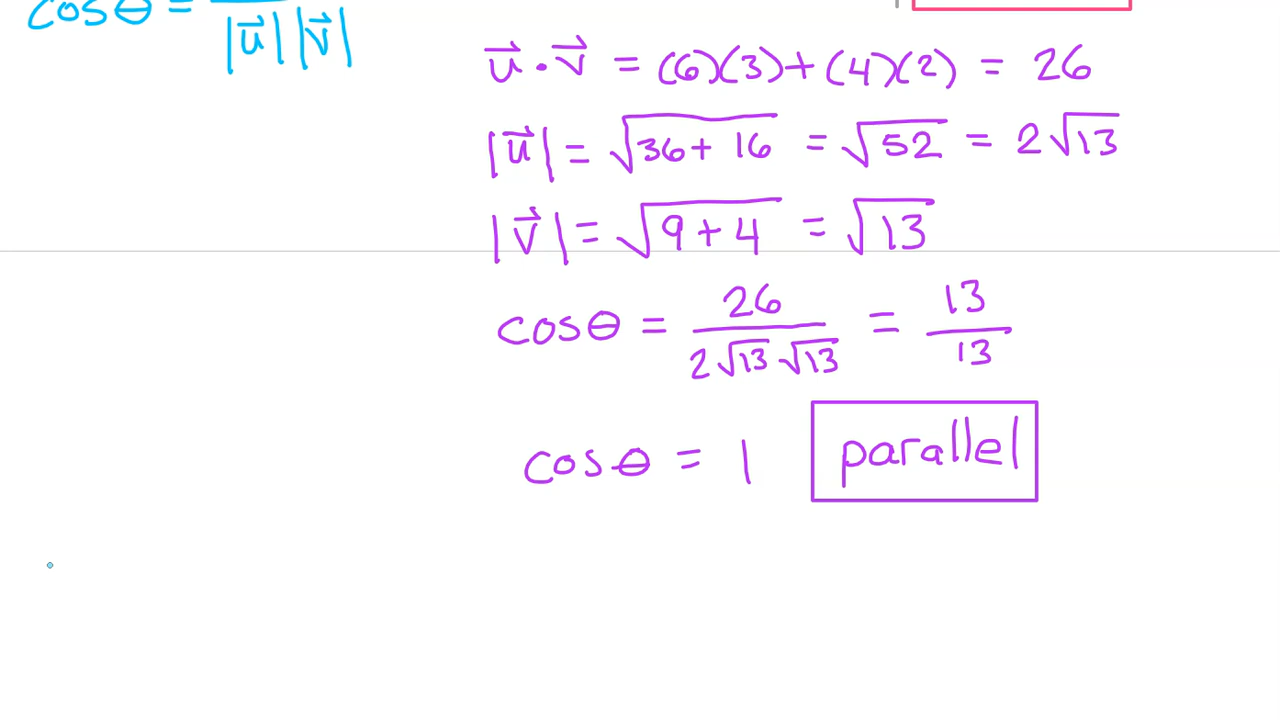 cosθ = |u⃗||v⃗|
u⃗ · v⃗ = (6)(3) + (4)(2) = 26
|u⃗| = √(36 + 16) = √52 = 2√13
|v⃗| = √(9 + 4) = √13
cosθ = 26 / (2√13 √13) = 13 / 13
cosθ = 1 parallel